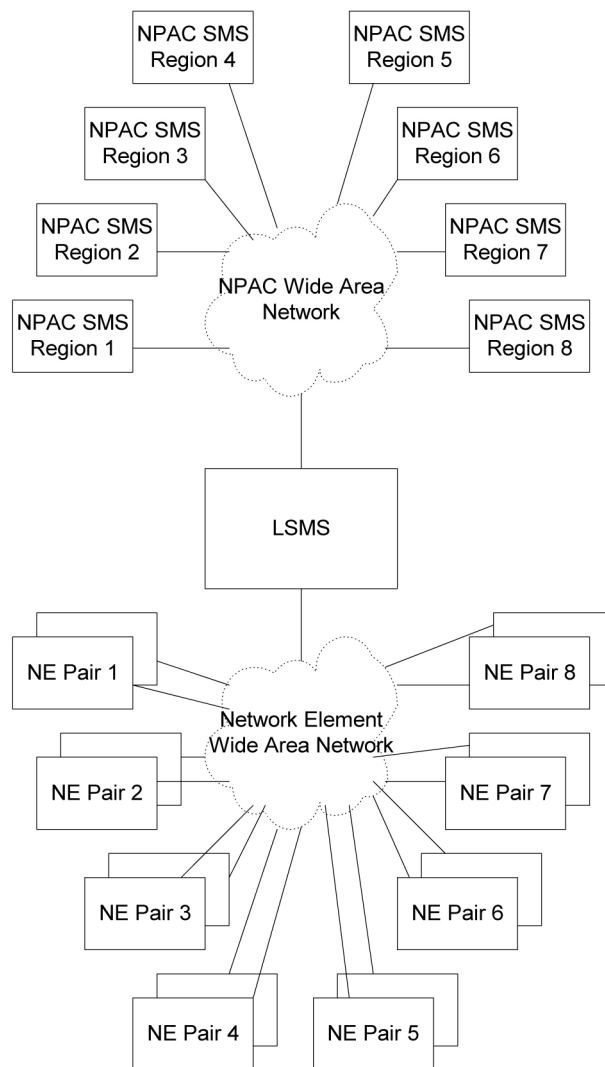 NPAC SMS
Region 4
NPAC SMS
Region 5
NPAC SMS
Region 3
NPAC SMS
Region 6
NPAC SMS
Region 2
NPAC SMS
Region 7
NPAC Wide Area
Network
NPAC SMS
Region 1
NPAC SMS
Region 8
LSMS
NE Pair 1
NE Pair 8
Network Element
Wide Area Network
NE Pair 2
NE Pair 7
NE Pair 3
NE Pair 6
NE Pair 4
NE Pair 5